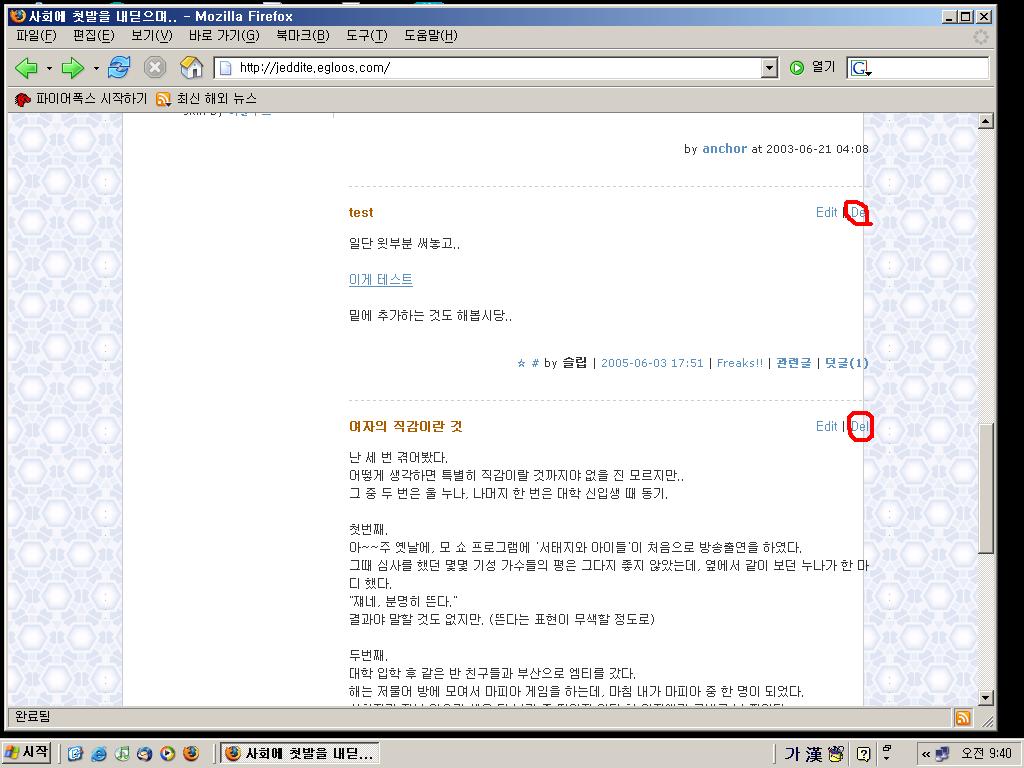 사회에 첫발을 내딛으며.. - Mozilla Firefox
파일(F) 편집(E) 보기(V) 바로 가기(G) 북마크(B) 도구(T) 도움말(H)
http://jeddite.egloos.com/ 열기 G
파이어폭스 시작하기 최신 해외 뉴스
by anchor at 2003-06-21 04:08
test Edit | De
일단 윗부분 써놓고..
이게 테스트
밑에 추가하는 것도 해봅시당..
☆ # by 슬립 | 2005-06-03 17:51 | Freaks!! | 관련글 | 덧글(1)
여자의 직감이란 것 Edit | Del
난 세 번 겪어봤다.
어떻게 생각하면 특별히 직감이랄 것까지야 없을 진 모르지만..
그 중 두 번은 울 누나, 나머지 한 번은 대학 신입생 때 동기.
첫번째.
아~~주 옛날에, 모 쇼 프로그램에 '서태지와 아이들'이 처음으로 방송출연을 하였다.
그때 심사를 했던 몇몇 기성 가수들의 평은 그다지 좋지 않았는데, 옆에서 같이 보던 누나가 한 마
디 했다.
"쟤네, 분명히 뜬다."
결과야 말할 것도 없지만. (뜬다는 표현이 무색할 정도로)
두번째.
대학 입학 후 같은 반 친구들과 부산으로 엠티를 갔다.
해는 저물어 방에 모여서 마피아 게임을 하는데, 마침 내가 마피아 중 한 명이 되었다.
완료됨
시작 사회에 첫발을 내딛... 가 漢 « 오전 9:40